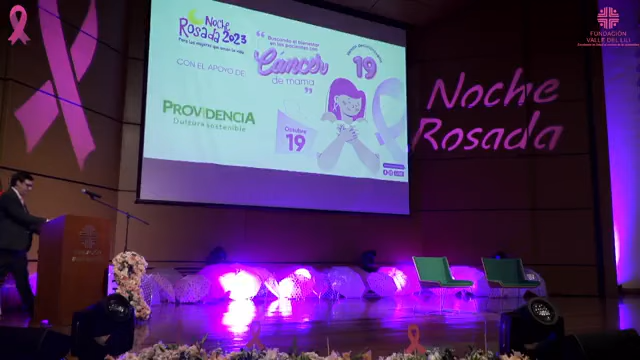 Noche
Rosada 2023
Para las mujeres que aman la vida
CON EL APOYO DE:
PROVIDENCIA
Dulzura sostenible
“Buscando el bienestar
en las pacientes con
Cáncer
de mama”
19
Octubre
19
Noche
Rosada
FUNDACIÓN
VALLE DEL LILI